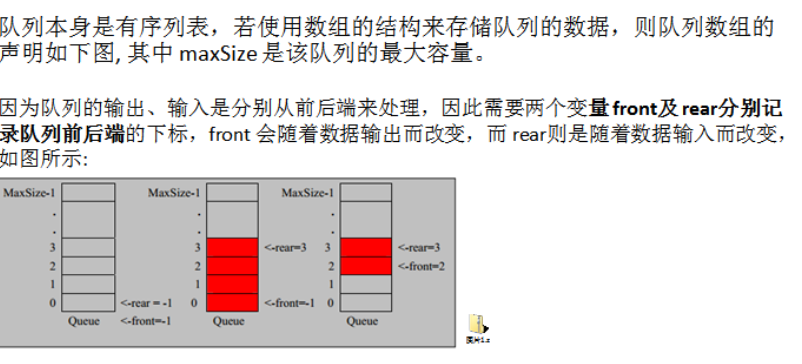 队列本身是有序列表，若使用数组的结构来存储队列的数据，则队列数组的
声明如下图, 其中 maxSize 是该队列的最大容量。
因为队列的输出、输入是分别从前后端来处理，因此需要两个变量front及 rear分别记
录队列前后端的下标，front 会随着数据输出而改变，而 rear则是随着数据输入而改变，
如图所示:
MaxSize-1 MaxSize-1 MaxSize-1
. . .
. . .
3 3 <-rear=3 3 <-rear=3
2 2 2 <-front=2
1 1 1
0 <-rear = -1 0 <-front=-1 0
Queue <-front=-1 Queue Queue
图片1.z